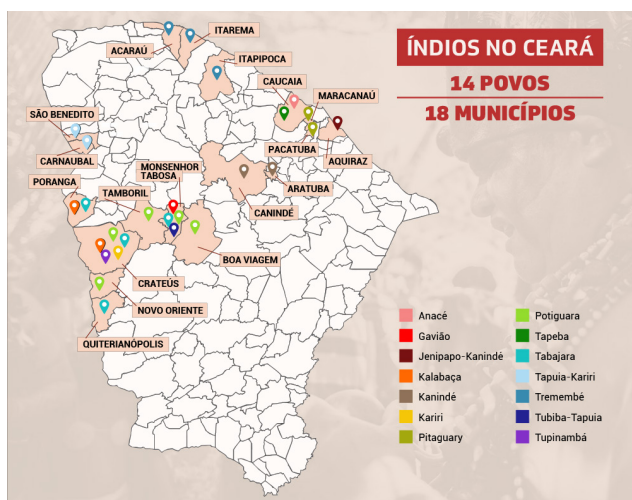 ÍNDIOS NO CEARÁ
14 POVOS
18 MUNICÍPIOS
ACARAÚ
ITAREMA
ITAPIPOCA
CAUCAIA
MARACANAÚ
SÃO BENEDITO
CARNAUBAL
PORANGA
TAMBORIL
MONSENHOR
TABOSA
PACATUBA
AQUIRAZ
ARATUBA
CANINDÉ
BOA VIAGEM
CRATEÚS
NOVO ORIENTE
QUITERIANÓPOLIS
Anacé
Gavião
Jenipapo-Kanindé
Kalabaça
Kanindé
Kariri
Pitaguary
Potiguara
Tapeba
Tabajara
Tapuia-Kariri
Tremembé
Tubiba-Tapuia
Tupinambá